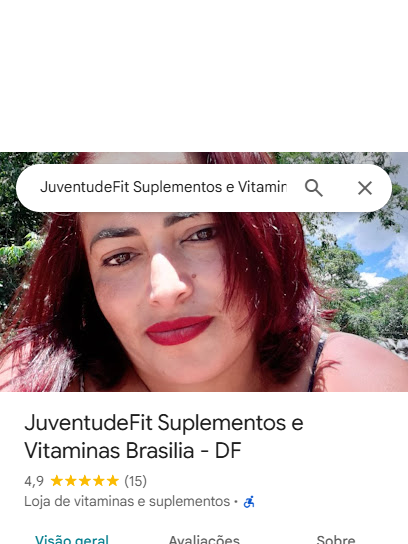 JuventudeFit Suplementos e Vitamin
JuventudeFit Suplementos e
Vitaminas Brasilia - DF
4,9 ★★★★★ (15)
Loja de vitaminas e suplementos ·
Visão geral Avaliações Sobre